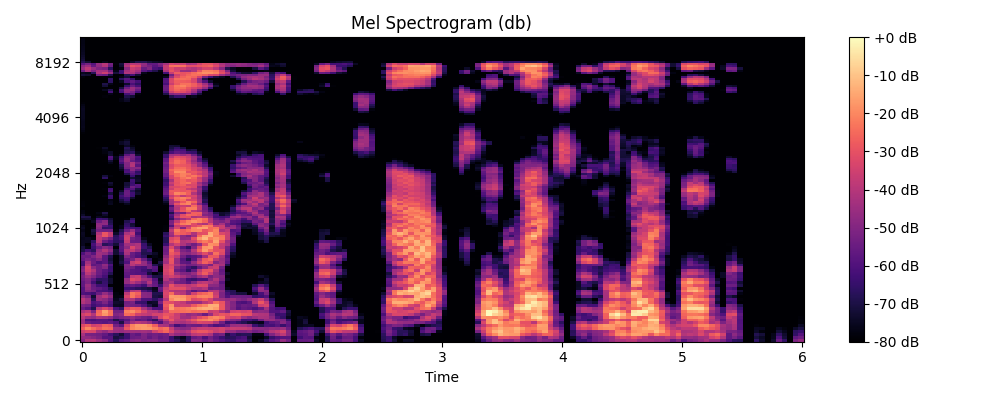 Mel Spectrogram (db)
8192
4096
2048
1024
512
0
Hz
0 1 2 3 4 5 6
Time
+0 dB
-10 dB
-20 dB
-30 dB
-40 dB
-50 dB
-60 dB
-70 dB
-80 dB